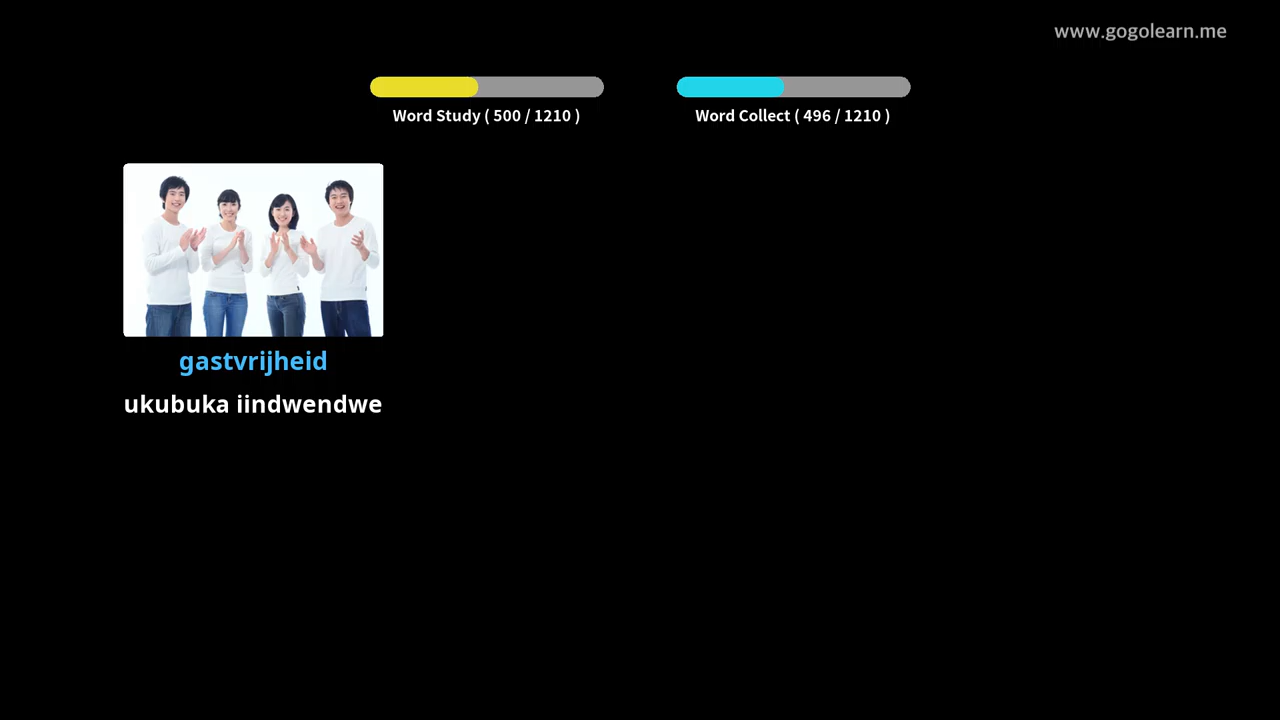 www.gogolearn.me
Word Study ( 500 / 1210 )
Word Collect ( 496 / 1210 )
gastvrijheid
ukubuka iindwendwe